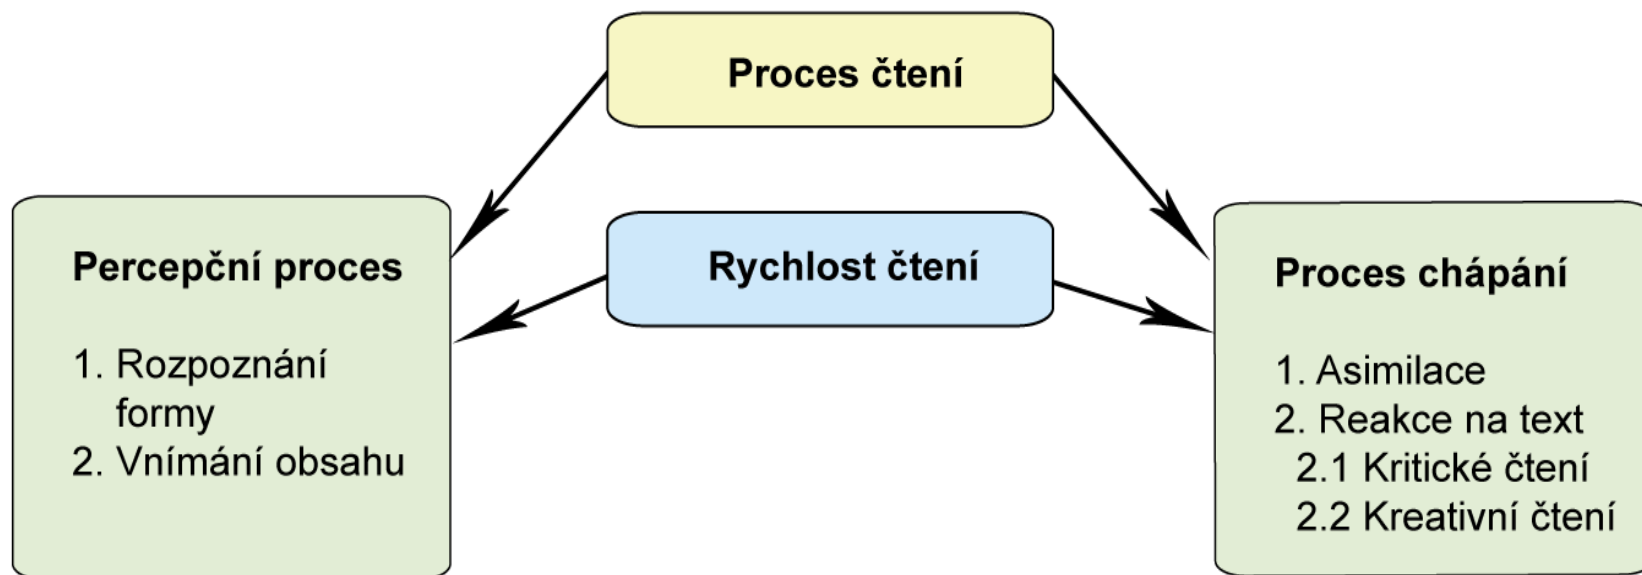 Proces čtení
Rychlost čtení
Percepční proces
1. Rozpoznání
formy
2. Vnímání obsahu
Proces chápání
1. Asimilace
2. Reakce na text
2.1 Kritické čtení
2.2 Kreativní čtení